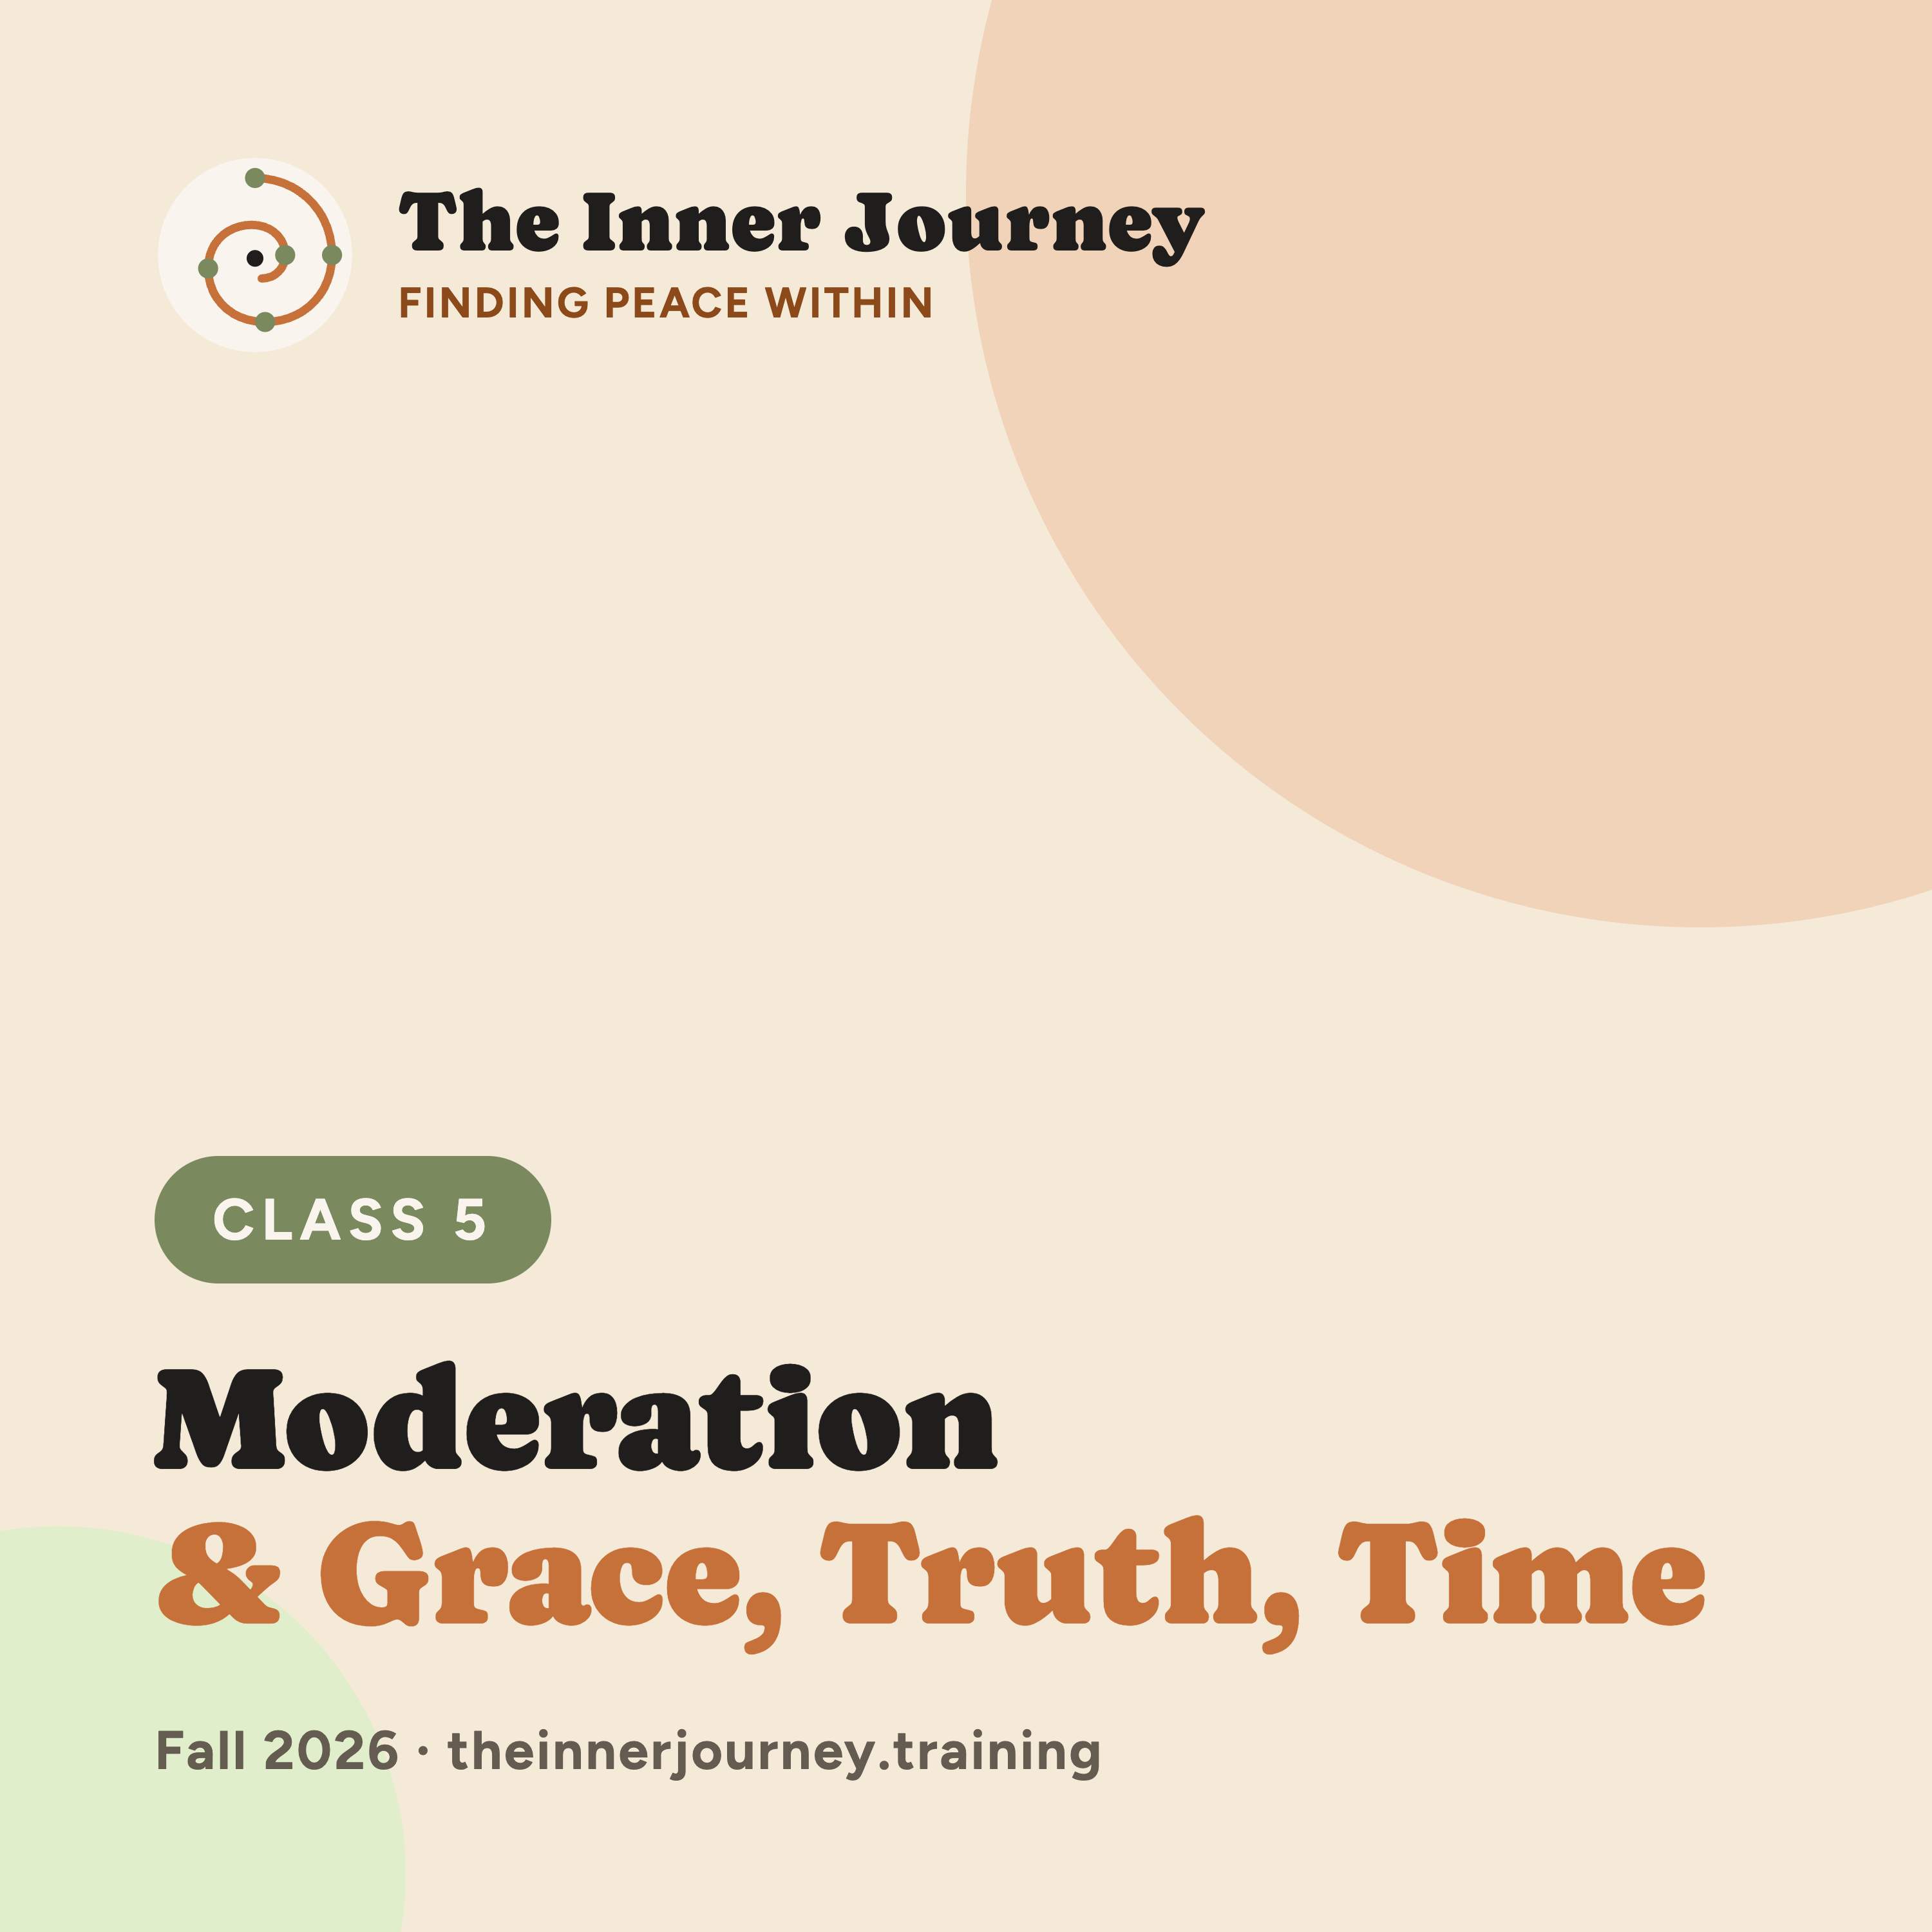 The Inner Journey
FINDING PEACE WITHIN
CLASS 5
Moderation
& Grace, Truth, Time
Fall 2026 · theinnerjourney.training